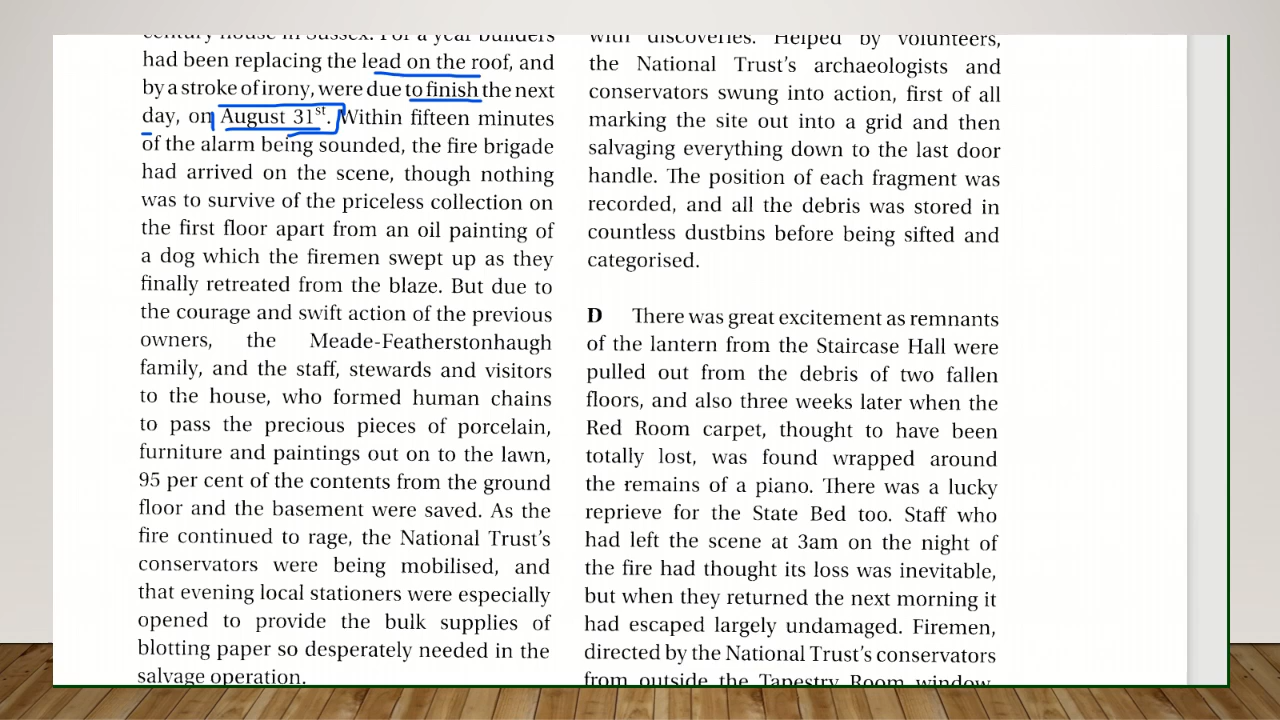 century house in Sussex. For a year builders
had been replacing the lead on the roof, and
by a stroke of irony, were due to finish the next
day, on August 31st. Within fifteen minutes
of the alarm being sounded, the fire brigade
had arrived on the scene, though nothing
was to survive of the priceless collection on
the first floor apart from an oil painting of
a dog which the firemen swept up as they
finally retreated from the blaze. But due to
the courage and swift action of the previous
owners, the Meade-Featherstonhaugh
family, and the staff, stewards and visitors
to the house, who formed human chains
to pass the precious pieces of porcelain,
furniture and paintings out on to the lawn,
95 per cent of the contents from the ground
floor and the basement were saved. As the
fire continued to rage, the National Trust's
conservators were being mobilised, and
that evening local stationers were especially
opened to provide the bulk supplies of
blotting paper so desperately needed in the
salvage operation.
with discoveries. Helped by volunteers,
the National Trust's archaeologists and
conservators swung into action, first of all
marking the site out into a grid and then
salvaging everything down to the last door
handle. The position of each fragment was
recorded, and all the debris was stored in
countless dustbins before being sifted and
categorised.
D There was great excitement as remnants
of the lantern from the Staircase Hall were
pulled out from the debris of two fallen
floors, and also three weeks later when the
Red Room carpet, thought to have been
totally lost, was found wrapped around
the remains of a piano. There was a lucky
reprieve for the State Bed too. Staff who
had left the scene at 3am on the night of
the fire had thought its loss was inevitable,
but when they returned the next morning it
had escaped largely undamaged. Firemen,
directed by the National Trust's conservators
from outside the Tapestry Room window,